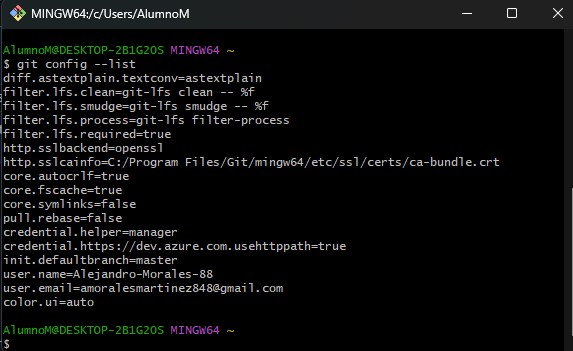 MINGW64:/c/Users/AlumnoM
AlumnoM@DESKTOP-2B1G2OS MINGW64 ~
$ git config --list
diff.astextplain.textconv=astextplain
filter.lfs.clean=git-lfs clean -- %f
filter.lfs.smudge=git-lfs smudge -- %f
filter.lfs.process=git-lfs filter-process
filter.lfs.required=true
http.sslbackend=openssl
http.sslcainfo=C:/Program Files/Git/mingw64/etc/ssl/certs/ca-bundle.crt
core.autocrlf=true
core.fscache=true
core.symlinks=false
pull.rebase=false
credential.helper=manager
credential.https://dev.azure.com.usehttppath=true
init.defaultbranch=master
user.name=Alejandro-Morales-88
user.email=amoralesmartinez848@gmail.com
color.ui=auto
AlumnoM@DESKTOP-2B1G2OS MINGW64 ~
$